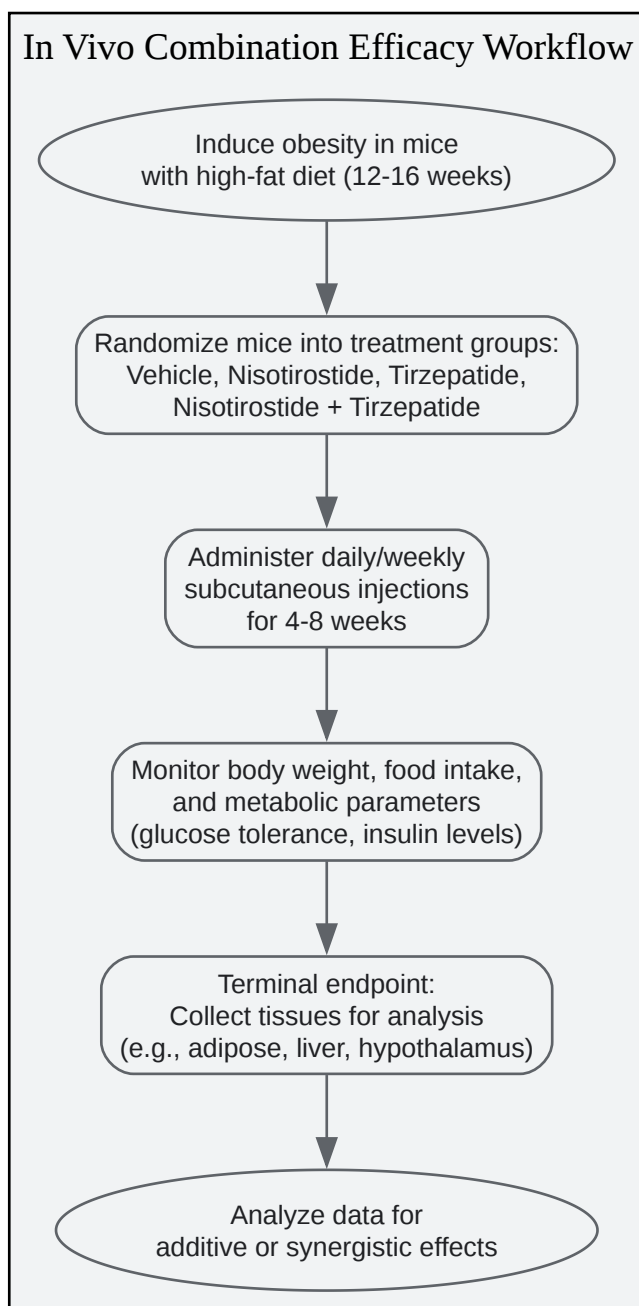 In Vivo Combination Efficacy Workflow
Induce obesity in mice
with high-fat diet (12-16 weeks)
Randomize mice into treatment groups:
Vehicle, Nisotirostide, Tirzepatide,
Nisotirostide + Tirzepatide
Administer daily/weekly
subcutaneous injections
for 4-8 weeks
Monitor body weight, food intake,
and metabolic parameters
(glucose tolerance, insulin levels)
Terminal endpoint:
Collect tissues for analysis
(e.g., adipose, liver, hypothalamus)
Analyze data for
additive or synergistic effects